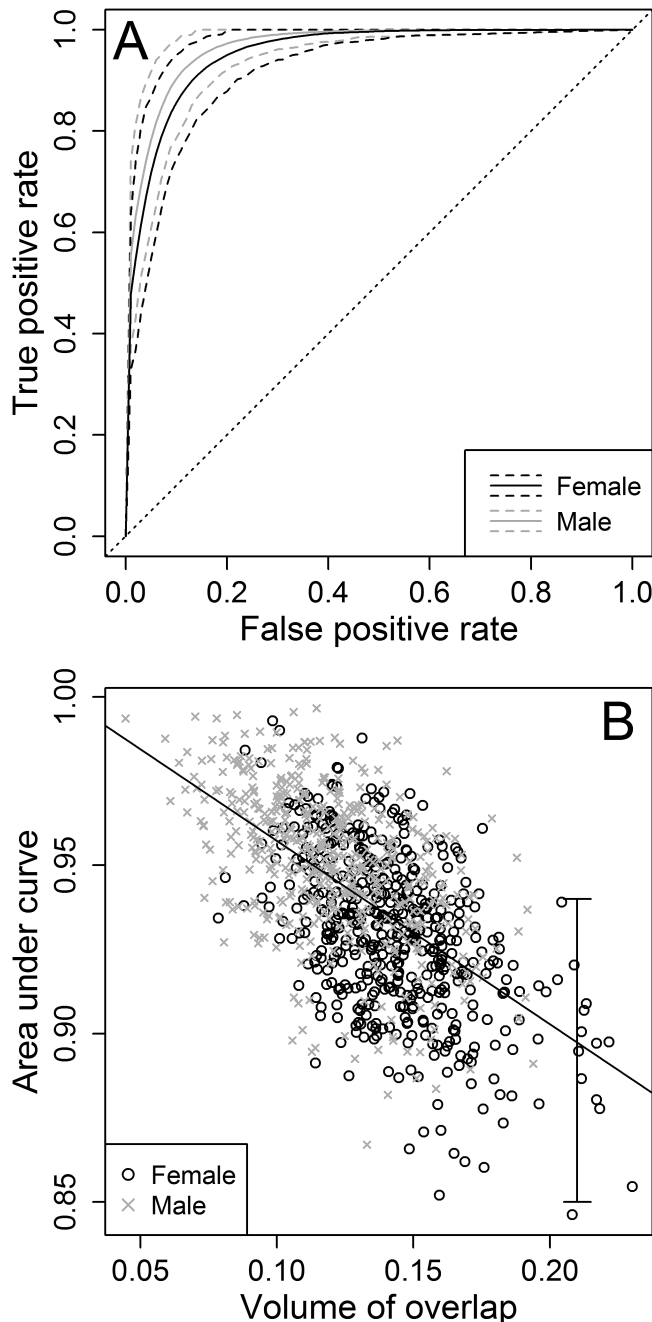 A
True positive rate
1.0
0.8
0.6
0.4
0.2
0.0
Female
Male
0.0 0.2 0.4 0.6 0.8 1.0
False positive rate
B
Area under curve
1.00
0.95
0.90
0.85
Female
Male
0.05 0.10 0.15 0.20
Volume of overlap